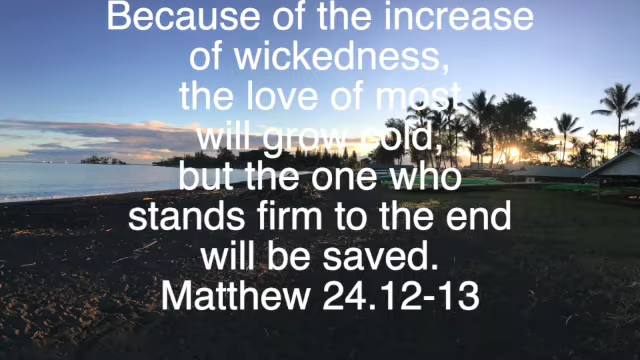 Because of the increase
of wickedness,
the love of most
will grow cold,
but the one who
stands firm to the end
will be saved.
Matthew 24.12-13